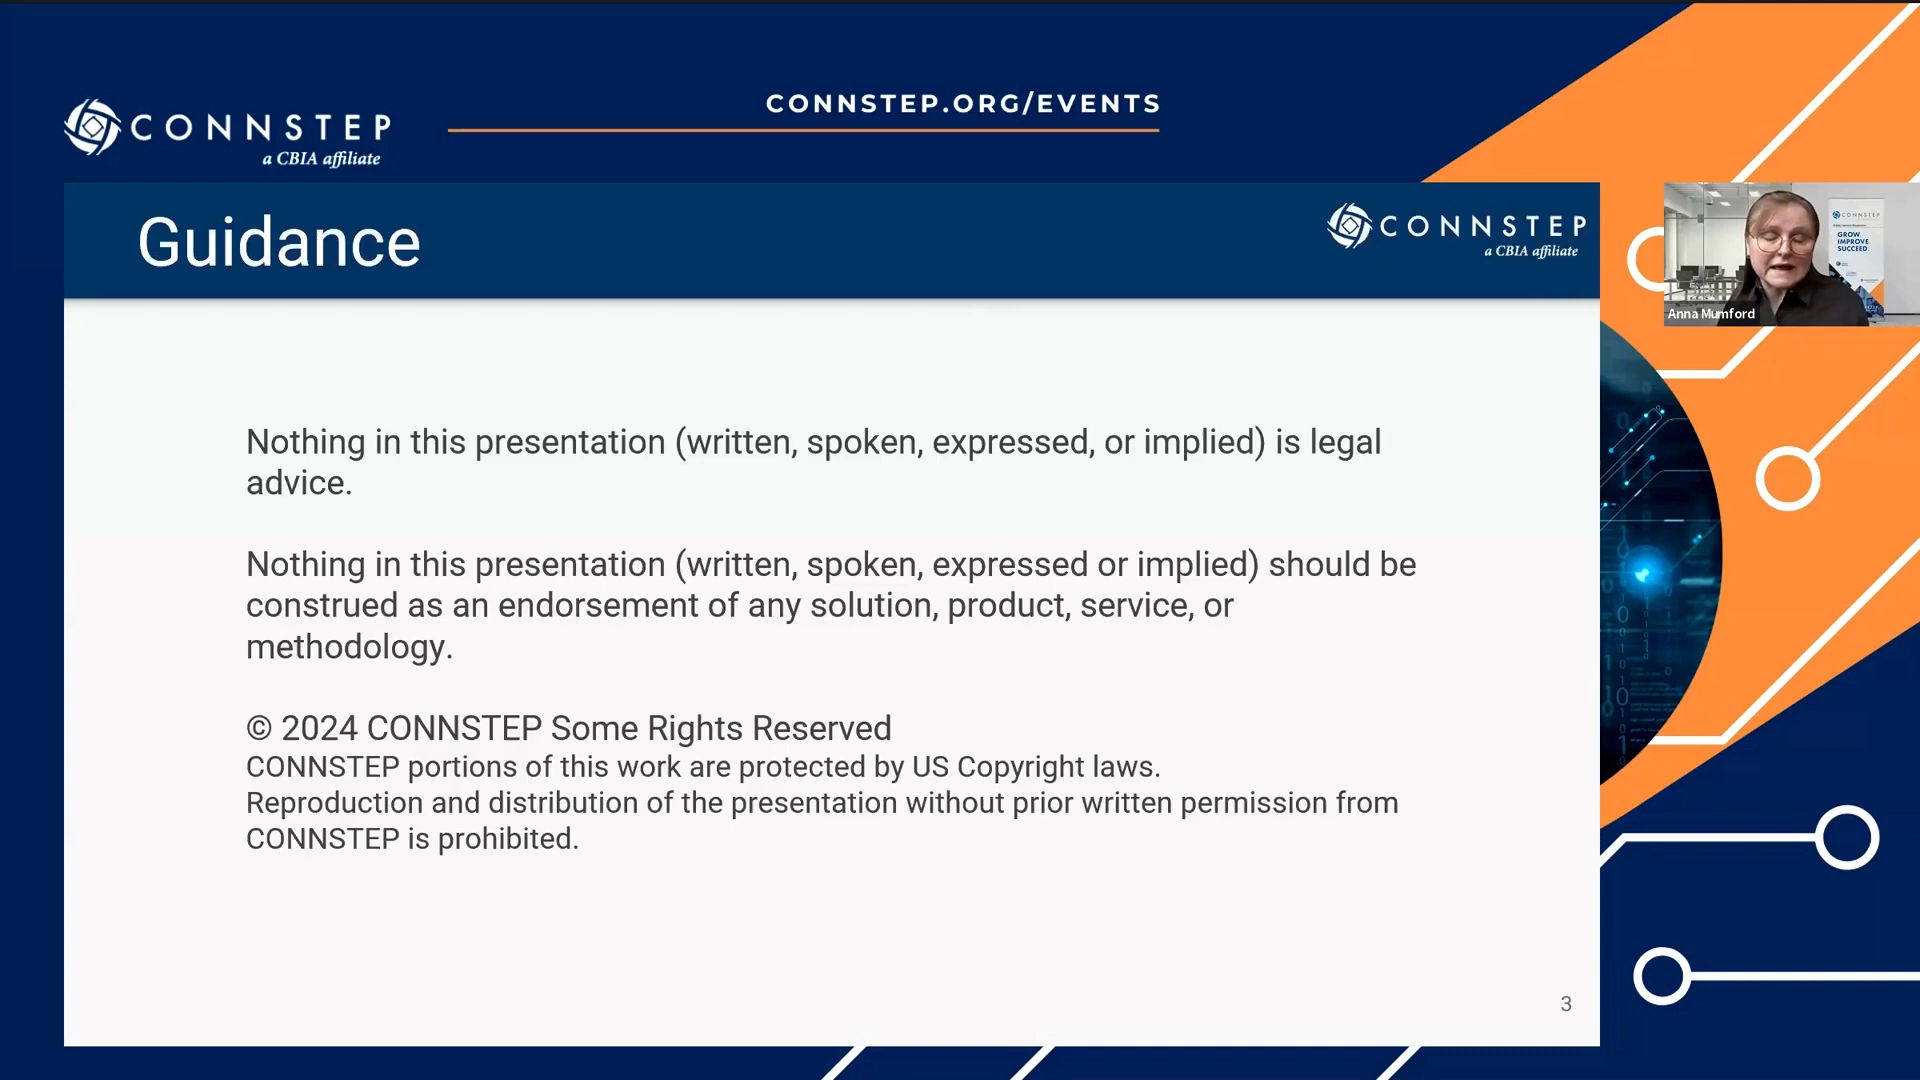 CONNSTEP.ORG/EVENTS
CONNSTEP
a CBIA affiliate
Guidance
CONNSTEP
a CBIA affiliate
CONNSTEP
GROW.
IMPROVE.
SUCCEED.
Anna Mumford
Nothing in this presentation (written, spoken, expressed, or implied) is legal
advice.
Nothing in this presentation (written, spoken, expressed or implied) should be
construed as an endorsement of any solution, product, service, or
methodology.
© 2024 CONNSTEP Some Rights Reserved
CONNSTEP portions of this work are protected by US Copyright laws.
Reproduction and distribution of the presentation without prior written permission from
CONNSTEP is prohibited.
3